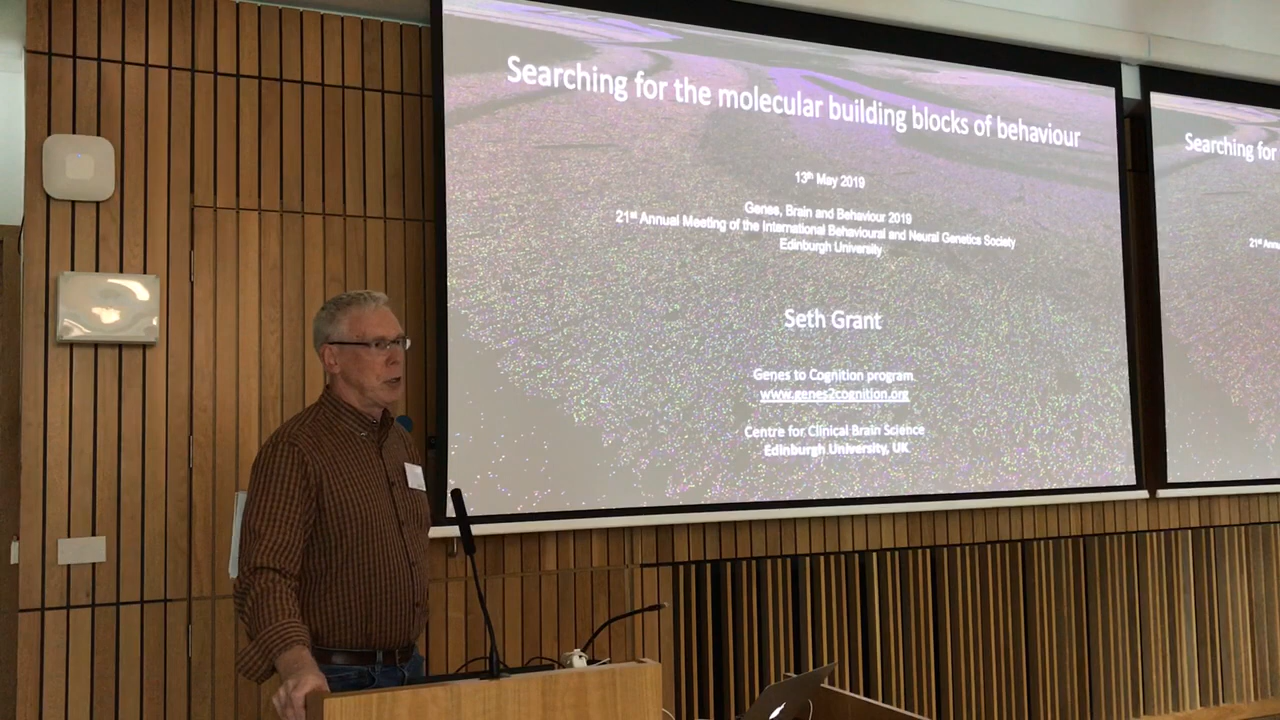 Searching for the molecular building blocks of behaviour
13th May 2019
Genes, Brain and Behaviour 2019
21st Annual Meeting of the International Behavioural and Neural Genetics Society
Edinburgh University
Seth Grant
Genes to Cognition program
www.genes2cognition.org
Centre for Clinical Brain Science
Edinburgh University, UK
Searching for
21st Annu